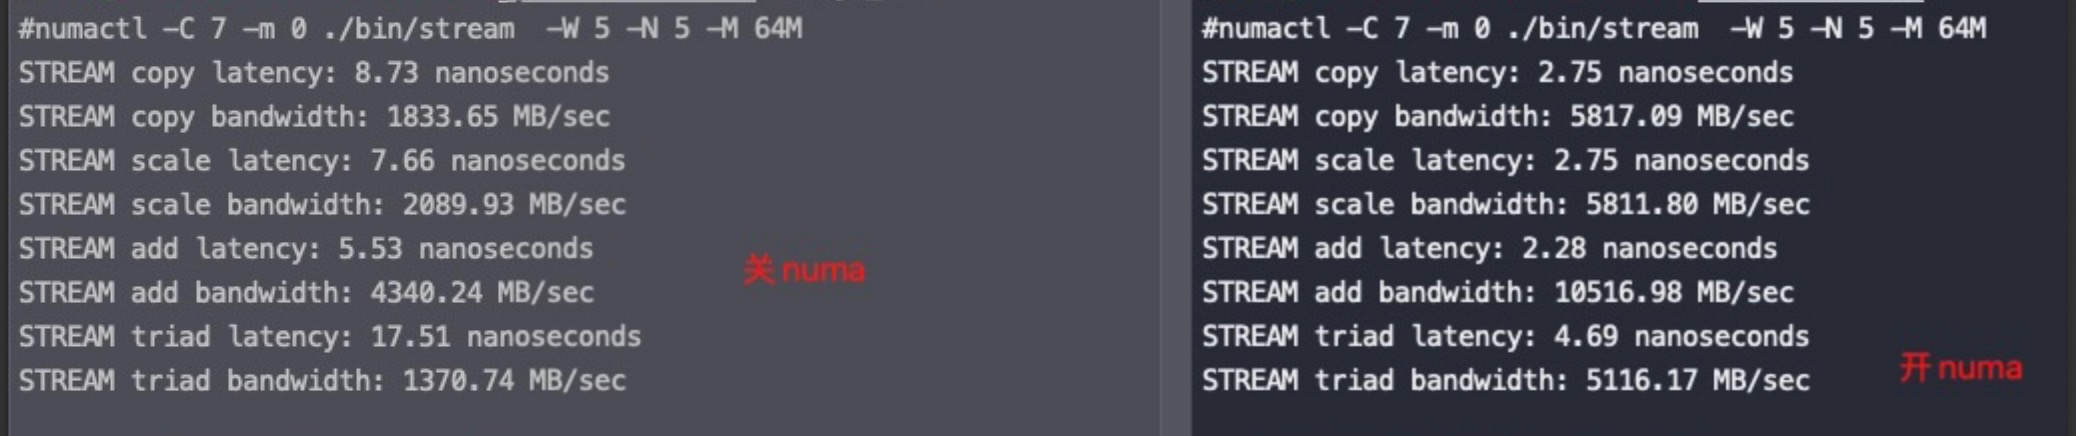 #numactl -C 7 -m 0 ./bin/stream  -W 5 -N 5 -M 64M
STREAM copy latency: 8.73 nanoseconds
STREAM copy bandwidth: 1833.65 MB/sec
STREAM scale latency: 7.66 nanoseconds
STREAM scale bandwidth: 2089.93 MB/sec
STREAM add latency: 5.53 nanoseconds
STREAM add bandwidth: 4340.24 MB/sec
STREAM triad latency: 17.51 nanoseconds
STREAM triad bandwidth: 1370.74 MB/sec
关 numa
#numactl -C 7 -m 0 ./bin/stream  -W 5 -N 5 -M 64M
STREAM copy latency: 2.75 nanoseconds
STREAM copy bandwidth: 5817.09 MB/sec
STREAM scale latency: 2.75 nanoseconds
STREAM scale bandwidth: 5811.80 MB/sec
STREAM add latency: 2.28 nanoseconds
STREAM add bandwidth: 10516.98 MB/sec
STREAM triad latency: 4.69 nanoseconds
STREAM triad bandwidth: 5116.17 MB/sec
开 numa